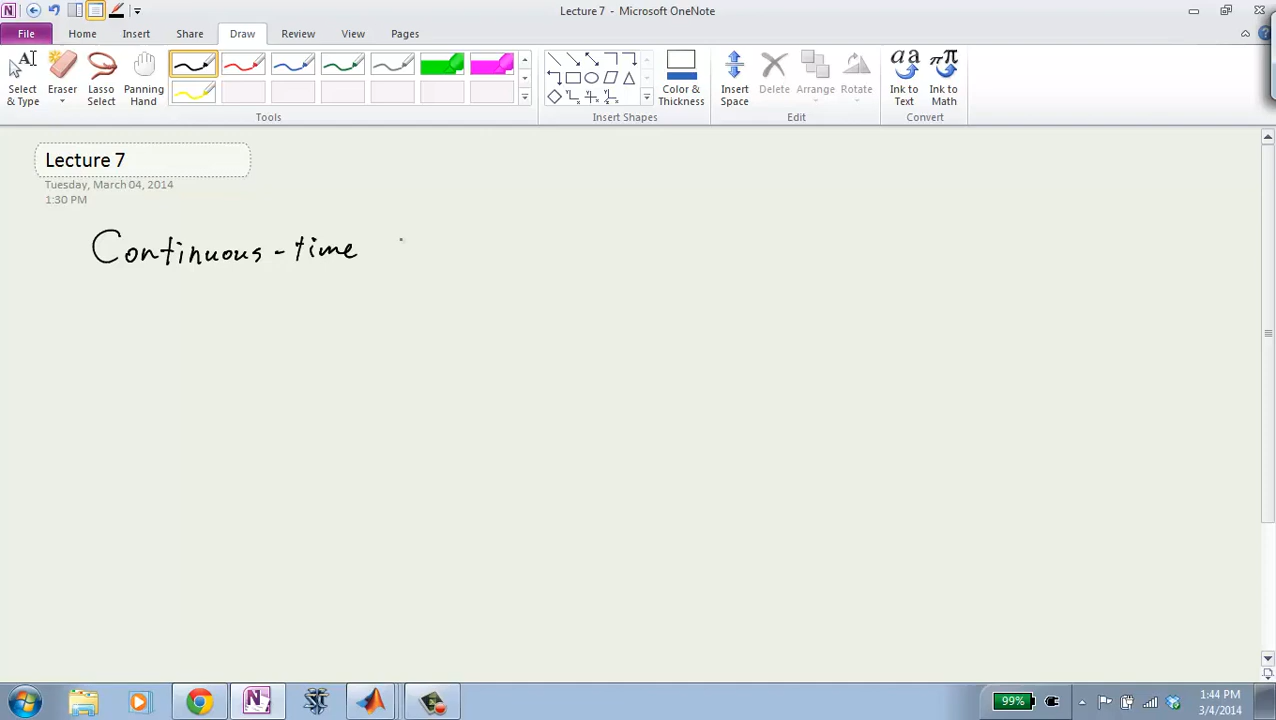 Lecture 7 - Microsoft OneNote
File Home Insert Share Draw Review View Pages
Select & Type
Eraser
Lasso Select
Panning Hand
Color & Thickness
Insert Space
Delete
Arrange
Rotate
Ink to Text
Ink to Math
Tools Insert Shapes Edit Convert
Lecture 7
Tuesday, March 04, 2014
1:30 PM
Continuous - time
99%
1:44 PM
3/4/2014